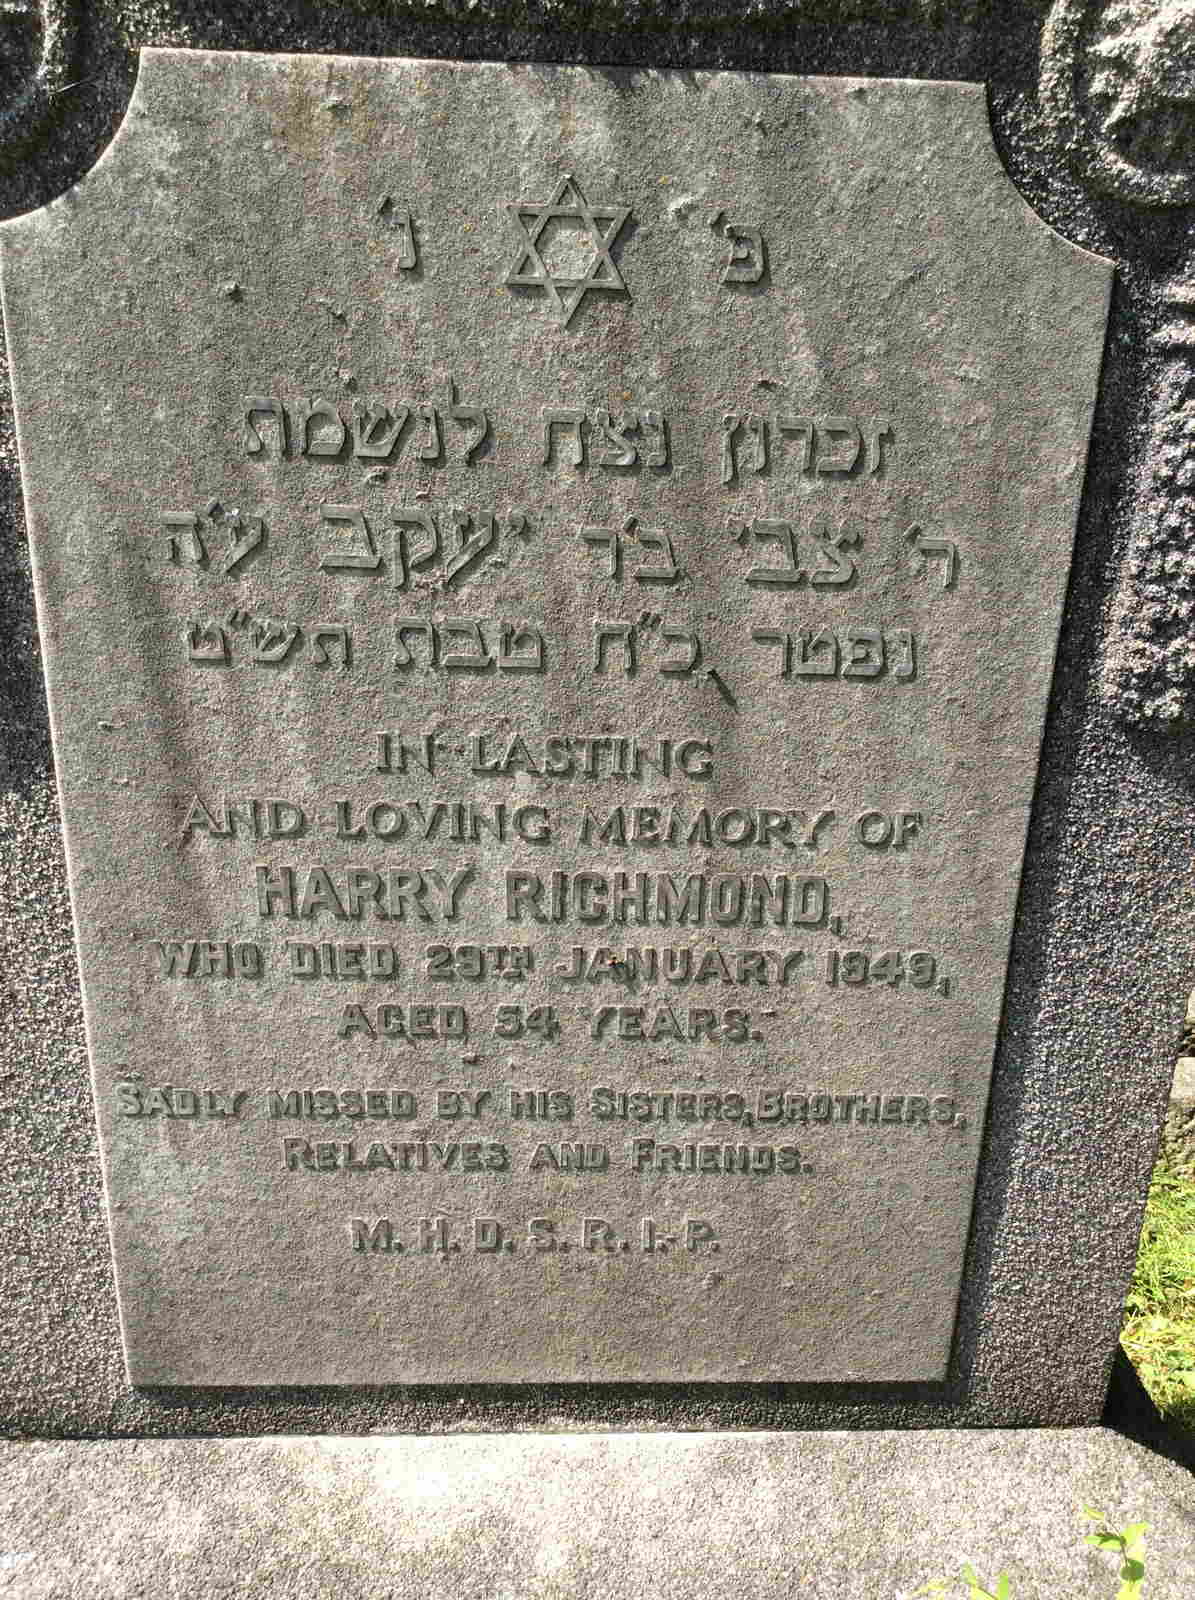 פ' נ'
זכרון נצח לנשמת
ר' צבי ב'ר יעקב ע'ה
נפטר כ"ח טבת תש"ט
IN LASTING
AND LOVING MEMORY OF
HARRY RICHMOND,
WHO DIED 29TH JANUARY 1949,
AGED 54 YEARS.
SADLY MISSED BY HIS SISTERS, BROTHERS,
RELATIVES AND FRIENDS.
M. H. D. S. R. I. P.